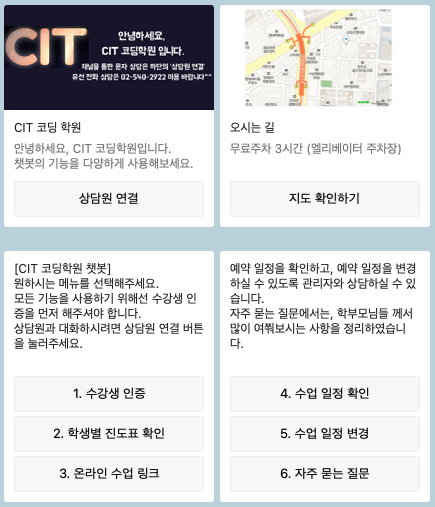 CIT
안녕하세요,
CIT 코딩학원 입니다.
채널을 통한 문자 상담은 하단의 '상담원 연결'
유선 전화 상담은 02-540-2922 이용 바랍니다^^
CIT 코딩 학원
안녕하세요, CIT 코딩학원입니다.
챗봇의 기능을 다양하게 사용해보세요.
상담원 연결
오시는 길
무료주차 3시간 (엘리베이터 주차장)
지도 확인하기
[CIT 코딩학원 챗봇]
원하시는 메뉴를 선택해주세요.
모든 기능을 사용하기 위해선 수강생 인
증을 먼저 해주셔야 합니다.
상담원과 대화하시려면 상담원 연결 버튼
을 눌러주세요.
1. 수강생 인증
2. 학생별 진도표 확인
3. 온라인 수업 링크
예약 일정을 확인하고, 예약 일정을 변경
하실 수 있도록 관리자와 상담하실 수 있
습니다.
자주 묻는 질문에서는, 학부모님들 께서
많이 여쭤보시는 사항을 정리하였습니
다.
4. 수업 일정 확인
5. 수업 일정 변경
6. 자주 묻는 질문